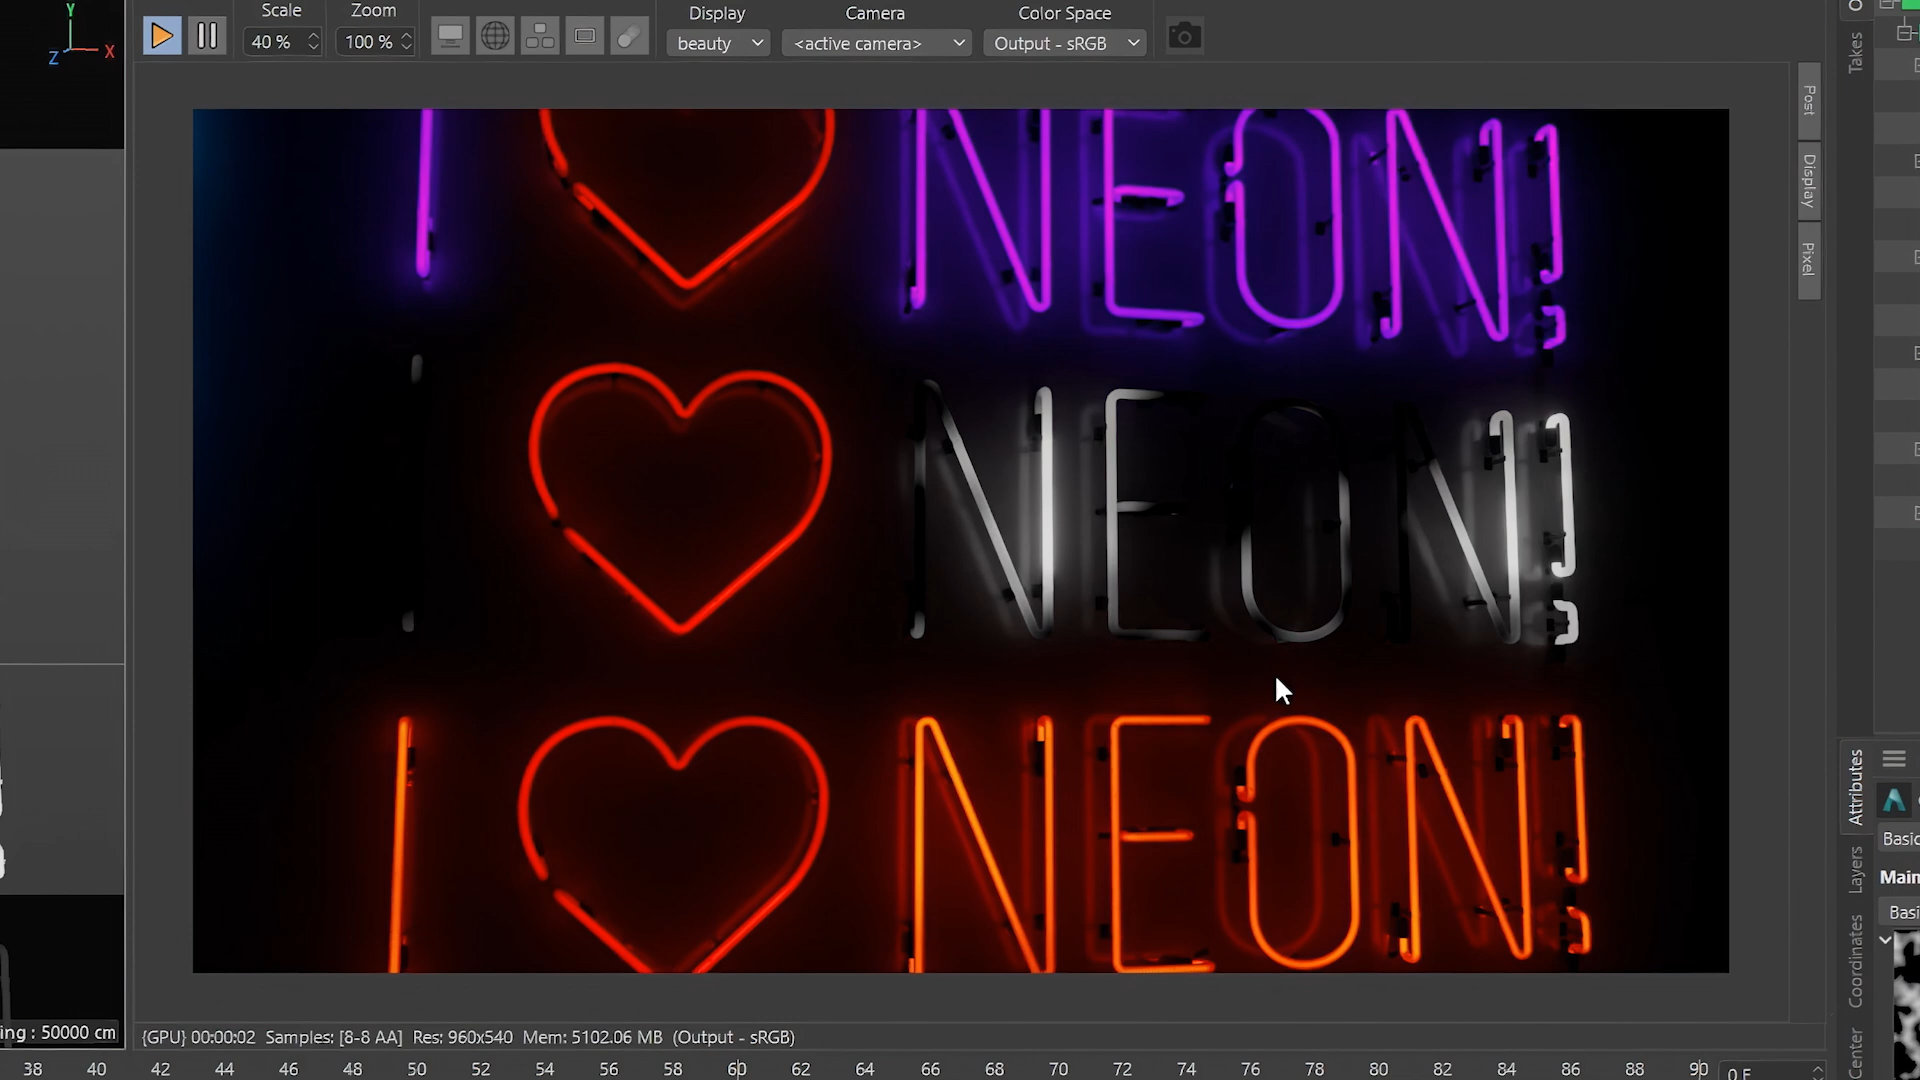 Y
X
Z
Scale
Zoom
40 %
100 %
Display
Camera
Color Space
beauty
<active camera>
Output - sRGB
Takes
Post
Display
Pixel
I NEON!
I NEON!
I NEON!
Attributes
Layers
Coordinates
Center
Basic
Main
Basi
ing : 50000 cm
{GPU} 00:00:02 Samples: [8-8 AA] Res: 960x540 Mem: 5102.06 MB (Output - sRGB)
38 40 42 44 46 48 50 52 54 56 58 60 62 64 66 68 70 72 74 76 78 80 82 84 86 88 90
0 F